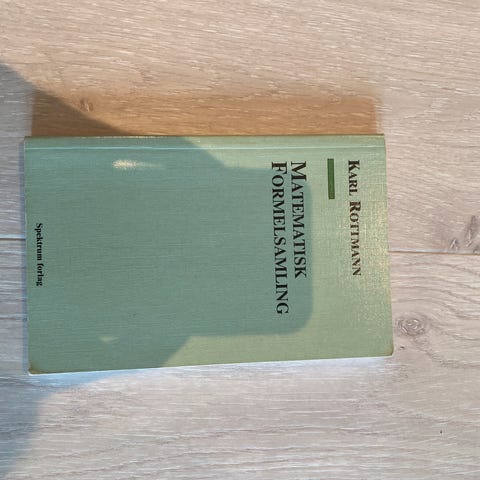 KARL ROTTMANN
MATEMATISK
FORMELSAMLING
Spektrum forlag